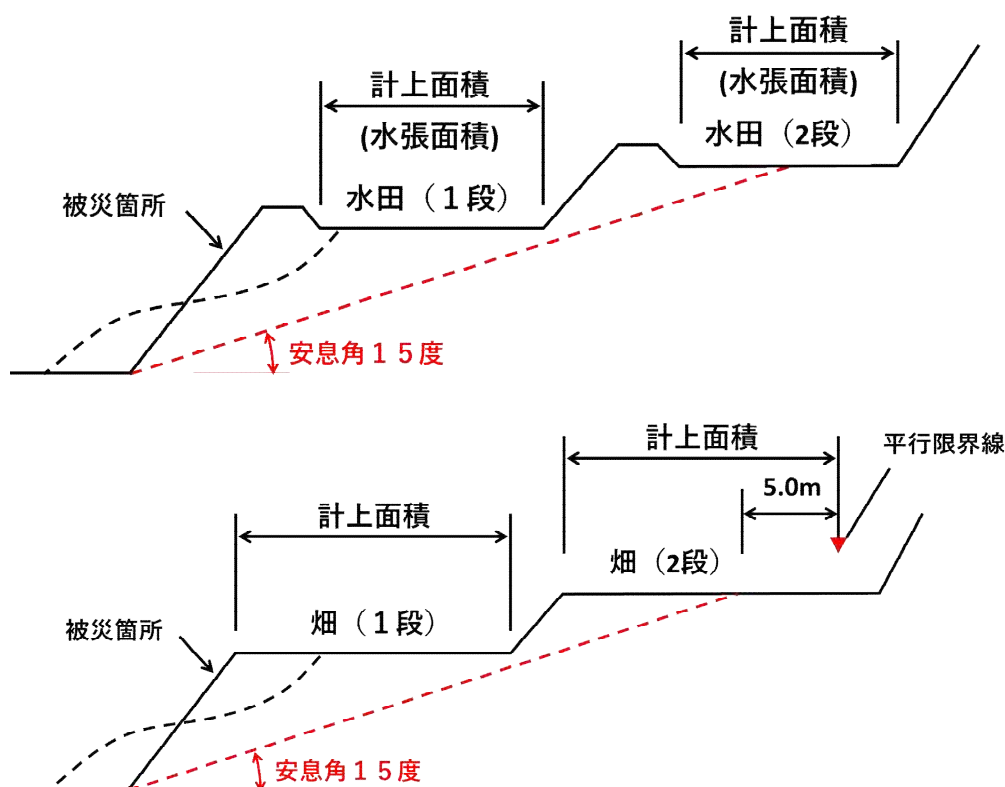 計上面積
(水張面積)
水田（2段）
計上面積
(水張面積)
水田（１段）
被災箇所
安息角１５度
計上面積
平行限界線
5.0m
計上面積
畑（2段）
畑（１段）
被災箇所
安息角１５度